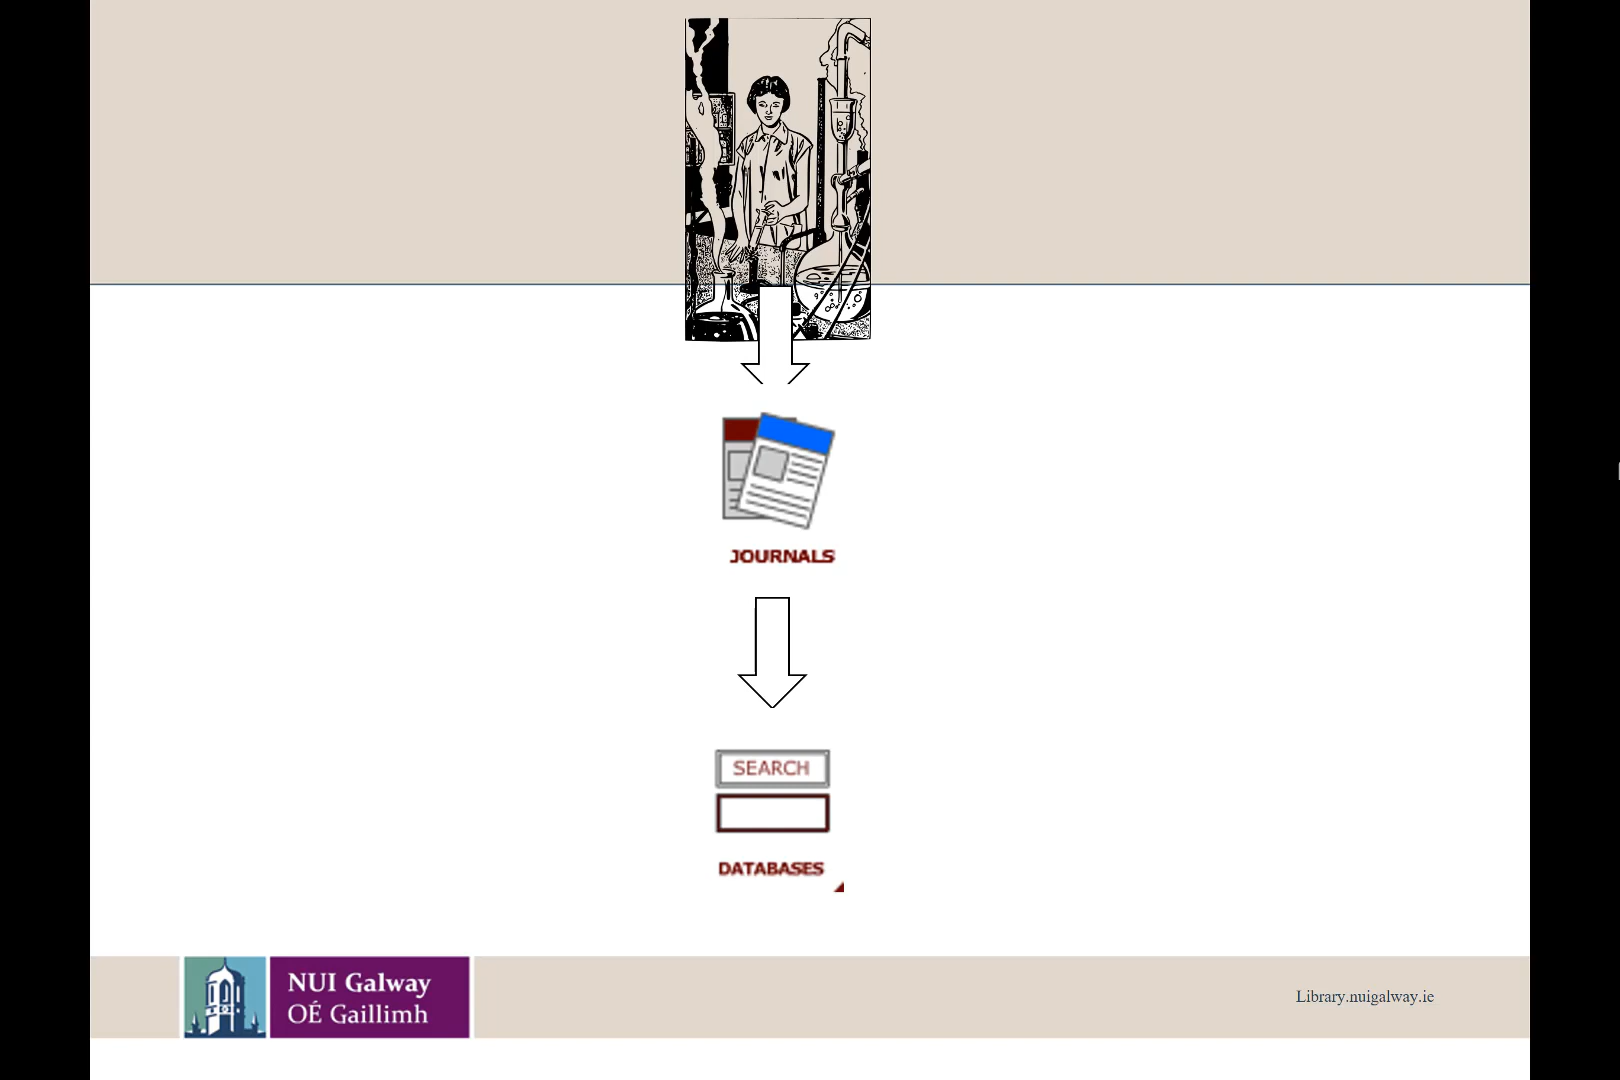 JOURNALS
SEARCH
DATABASES
NUI Galway
OÉ Gaillimh
Library.nuigalway.ie